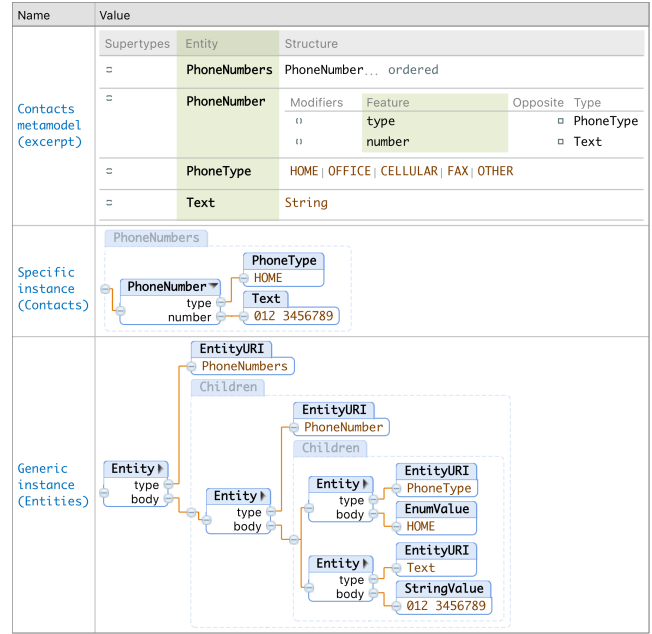 Name Value
Supertypes Entity Structure
PhoneNumbers PhoneNumber... ordered
PhoneNumber Modifiers Feature Opposite Type
type PhoneType
number Text
Contacts
metamodel
(excerpt)
PhoneType HOME| OFFICE| CELLULAR| FAX| OTHER
Text String
Specific
instance
(Contacts)
PhoneNumbers
PhoneNumber
type
number
PhoneType
HOME
Text
012 3456789
Generic
instance
(Entities)
EntityURI
PhoneNumbers
Children
Entity
type
body
EntityURI
PhoneNumber
Children
Entity
type
body
EntityURI
PhoneType
EnumValue
HOME
Entity
type
body
EntityURI
Text
StringValue
012 3456789
Entity
type
body